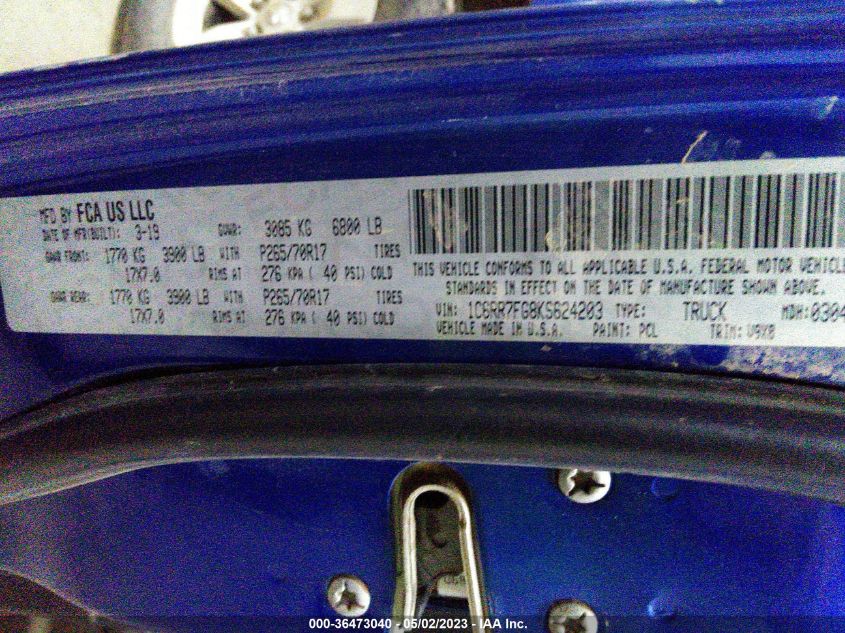 MFD BY FCA US LLC
DATE OF MFR(BUILT): 3-19 GVWR: 3085 KG 6800 LB
GAWR FRONT: 1770 KG 3900 LB WITH P265/70R17 TIRES
17X7.0 RIMS AT 276 KPA ( 40 PSI) COLD
GAWR REAR: 1770 KG 3900 LB WITH P265/70R17 TIRES
17X7.0 RIMS AT 276 KPA ( 40 PSI) COLD
THIS VEHICLE CONFORMS TO ALL APPLICABLE U.S.A. FEDERAL MOTOR VEHICLE
STANDARDS IN EFFECT ON THE DATE OF MANUFACTURE SHOWN ABOVE.
VIN: 1C6RR7FG8KS624203 TYPE: TRUCK MDH: 0304
VEHICLE MADE IN U.S.A. PAINT: PCL TRIM: V9X8
000-36473040 - 05/02/2023 - IAA Inc.